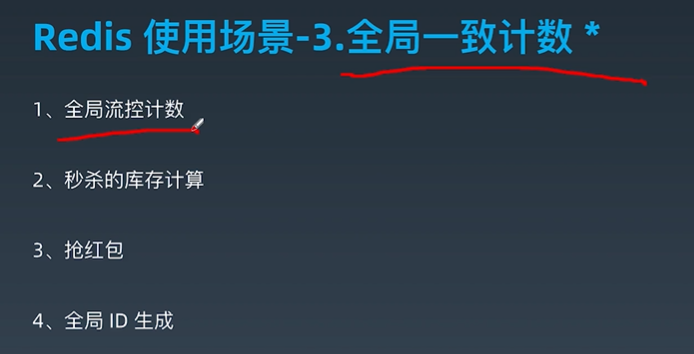 Redis 使用场景-3.全局一致计数 *
1、全局流控计数
2、秒杀的库存计算
3、抢红包
4、全局 ID 生成